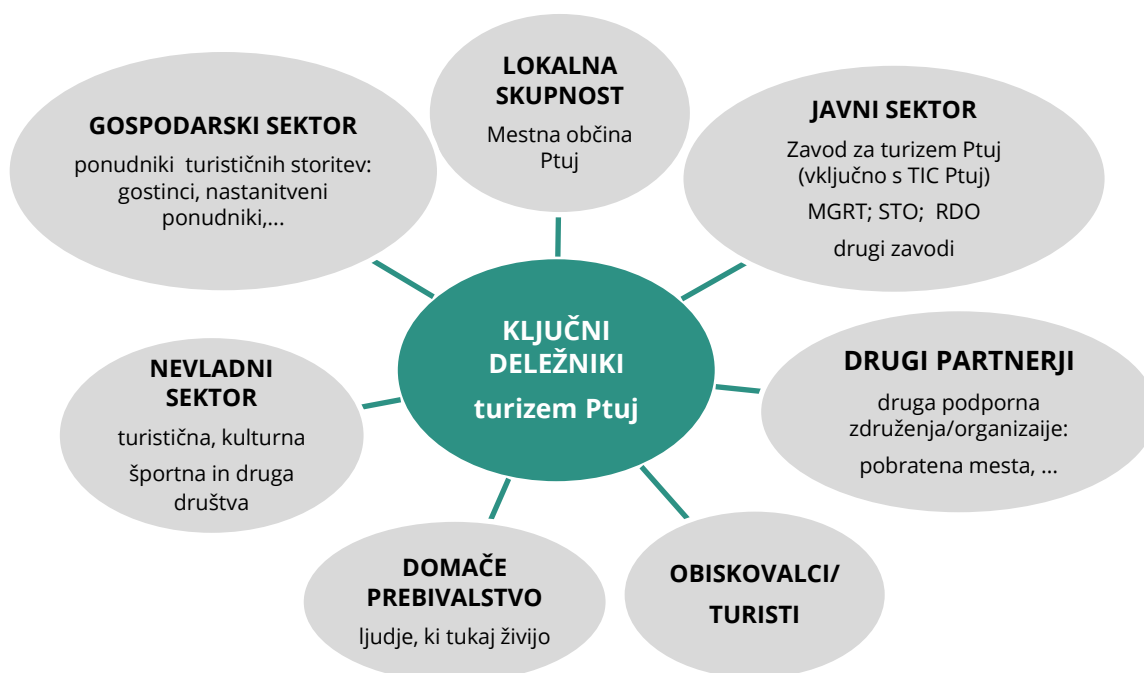 LOKALNA
SKUPNOST
Mestna občina
Ptuj
GOSPODARSKI SEKTOR
ponudniki turističnih storitev:
gostinci, nastanitveni
ponudniki,...
JAVNI SEKTOR
Zavod za turizem Ptuj
(vključno s TIC Ptuj)
MGRT; STO; RDO
drugi zavodi
KLJUČNI
DELEŽNIKI
turizem Ptuj
NEVLADNI
SEKTOR
turistična, kulturna
športna in druga
društva
DRUGI PARTNERJI
druga podporna
združenja/organizaije:
pobratena mesta, ...
DOMAČE
PREBIVALSTVO
ljudje, ki tukaj živijo
OBISKOVALCI/
TURISTI